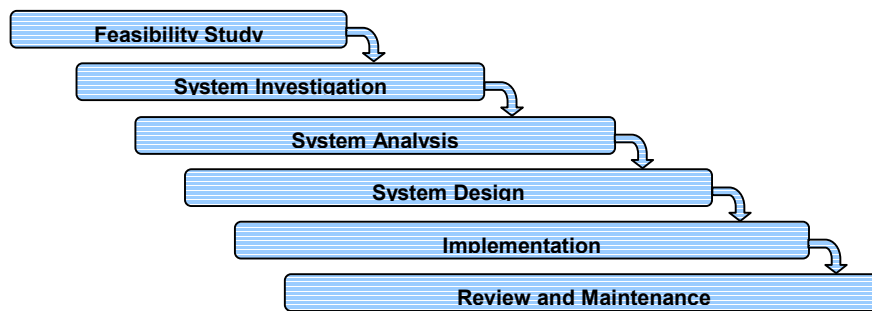 Feasibility Study
System Investigation
System Analysis
System Design
Implementation
Review and Maintenance